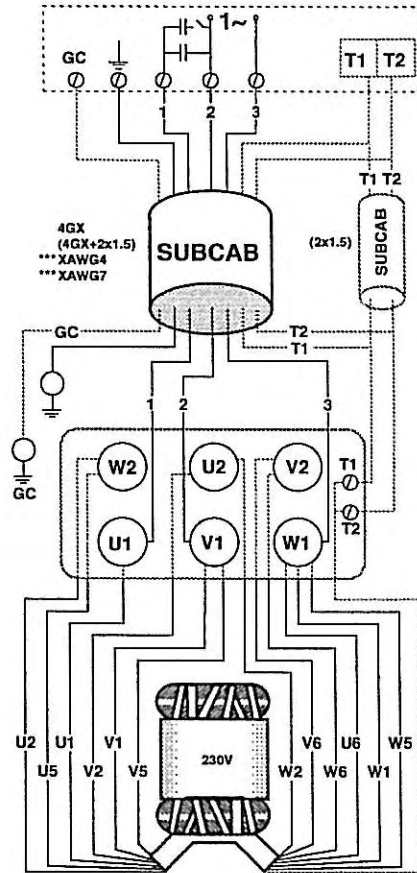 1~
GC T1 T2
1 2 3
T1 T2
4GX
(4GX+2x1.5)
***XAWG4
***XAWG7
SUBCAB
(2x1.5)
SUBCAB
GC
T2
T1
1 2 3
GC
W2 U2 V2 T1
U1 V1 W1 T2
U2 U1 V1 V6 U6 W5
U5 V2 V5 W2 W6 W1
230V